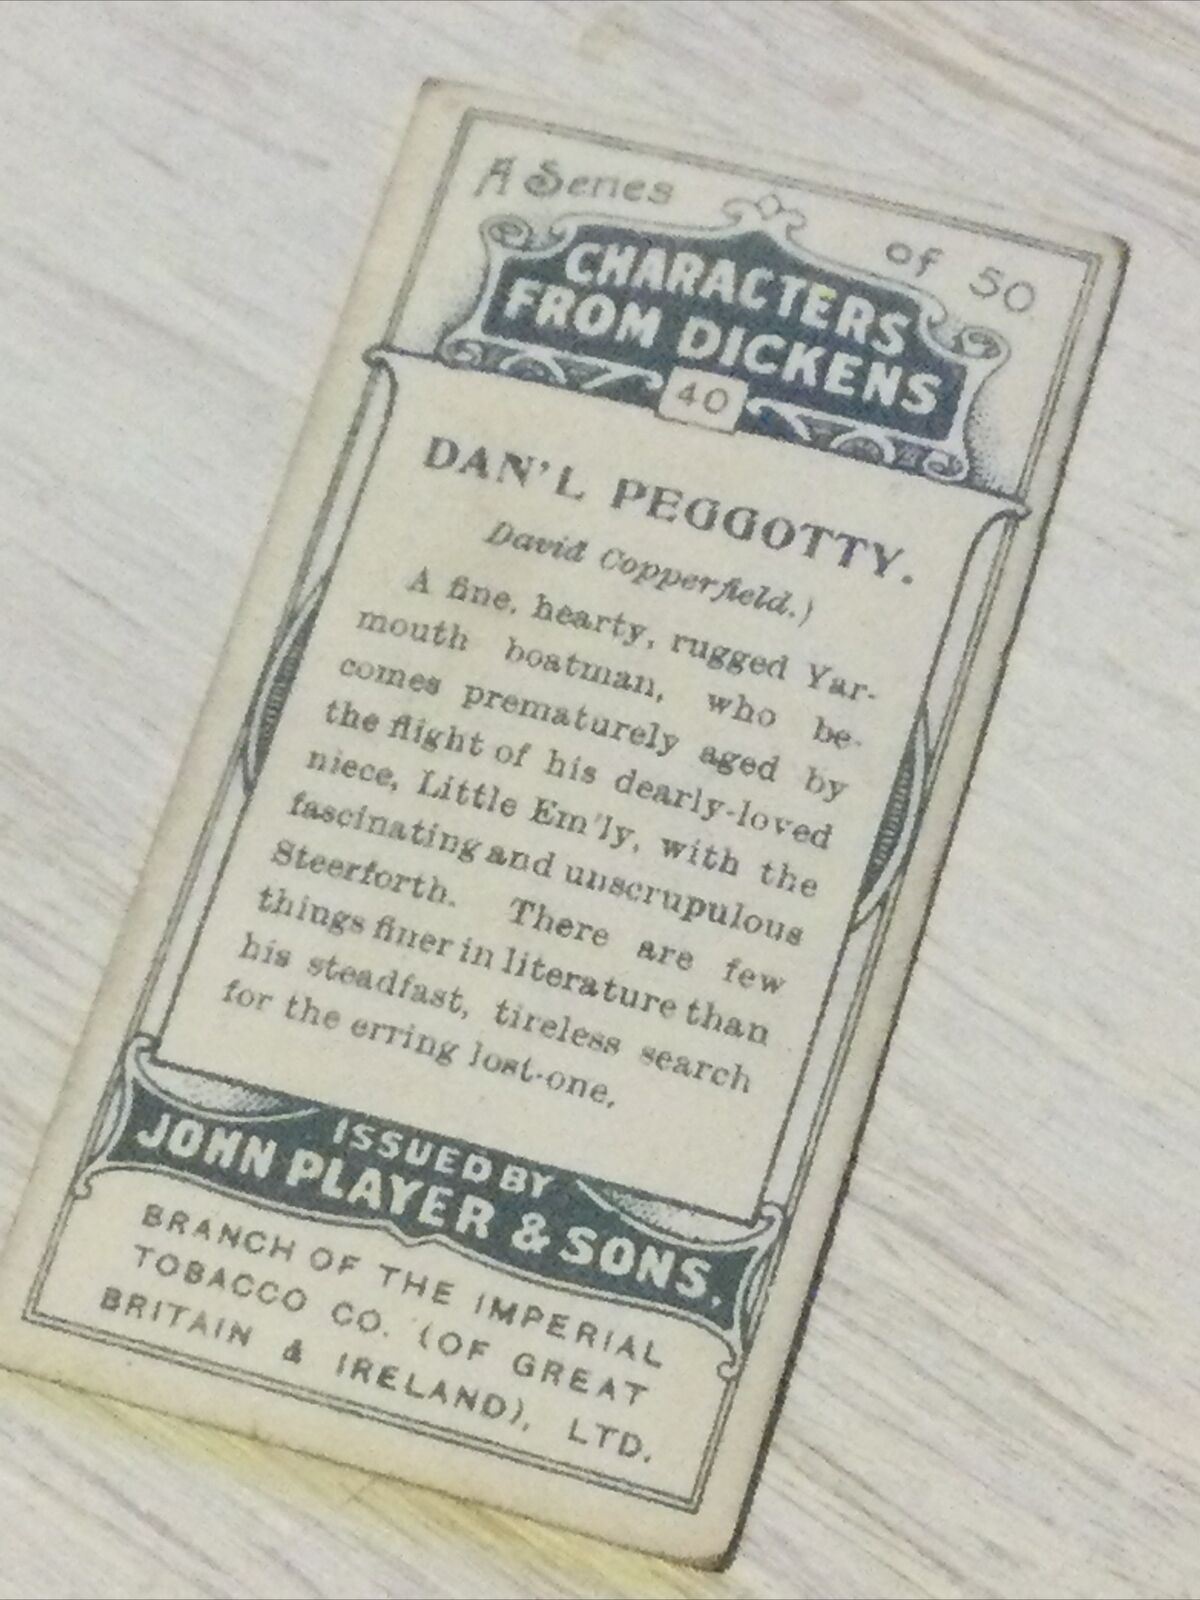 A Series
of 50
CHARACTERS
FROM DICKENS
40
DAN'L PEGGOTTY.
David Copperfield.)
A fine, hearty, rugged Yar-
mouth boatman, who be-
comes prematurely aged by
the flight of his dearly-loved
niece, Little Em'ly, with the
fascinating and unscrupulous
Steerforth. There are few
things finer in literature than
his steadfast, tireless search
for the erring lost-one.
ISSUED BY
JOHN PLAYER & SONS.
BRANCH OF THE IMPERIAL
TOBACCO CO. (OF GREAT
BRITAIN & IRELAND), LTD.